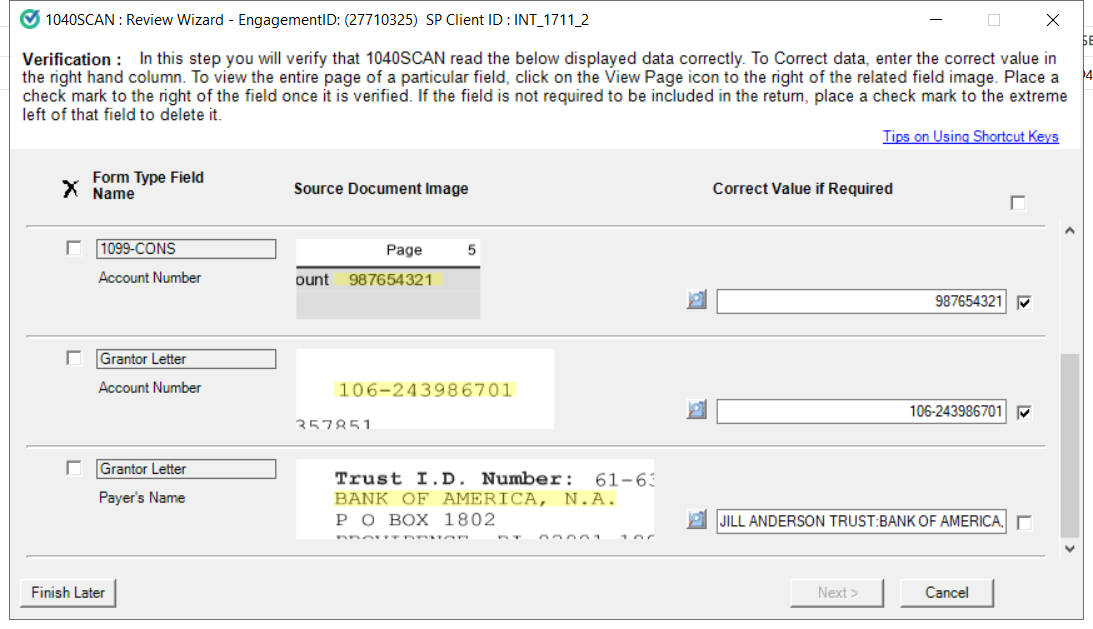 1040SCAN : Review Wizard - EngagementID: (27710325)  SP Client ID : INT_1711_2
Verification :  In this step you will verify that 1040SCAN read the below displayed data correctly. To Correct data, enter the correct value in
the right hand column. To view the entire page of a particular field, click on the View Page icon to the right of the related field image. Place a
check mark to the right of the field once it is verified. If the field is not required to be included in the return, place a check mark to the extreme
left of that field to delete it.
Tips on Using Shortcut Keys
Form Type Field
Name
Source Document Image
Correct Value if Required
1099-CONS
Account Number
Page 5
ount 987654321
987654321
Grantor Letter
Account Number
106-243986701
357851
106-243986701
Grantor Letter
Payer's Name
Trust I.D. Number: 61-63
BANK OF AMERICA, N.A.
P O BOX 1802
JILL ANDERSON TRUST:BANK OF AMERICA,
Finish Later
Next >
Cancel